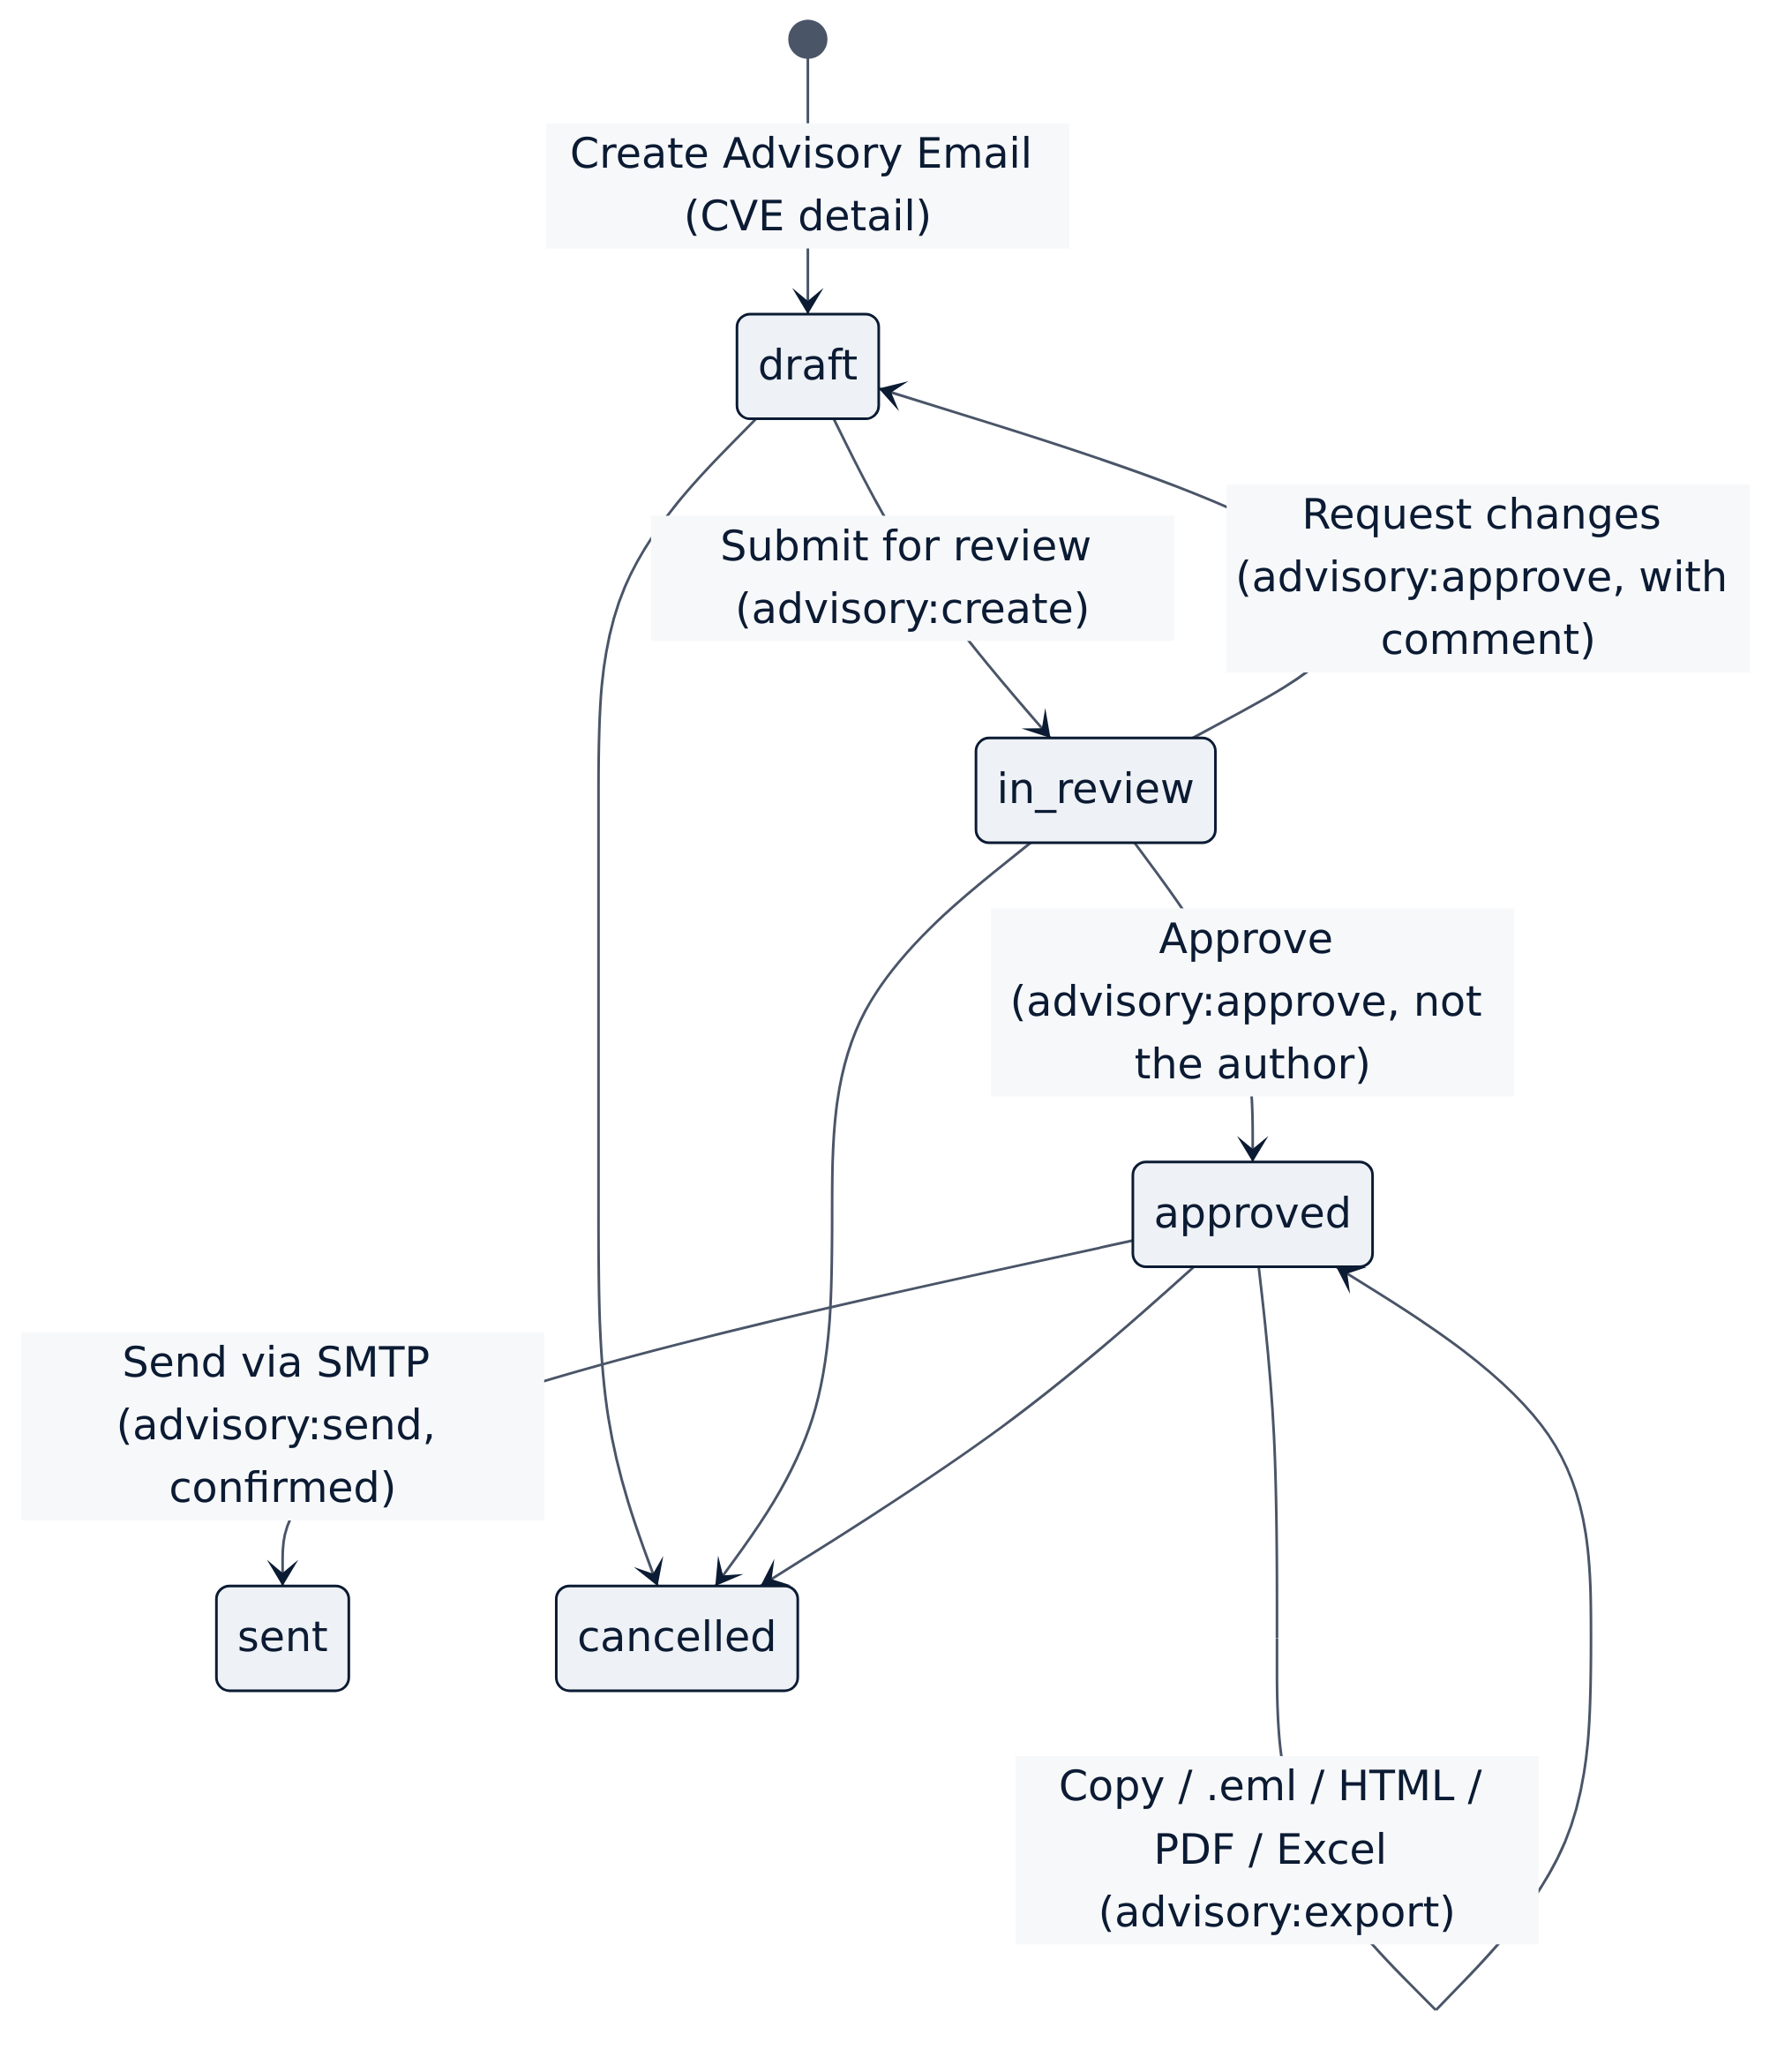 Create Advisory Email
(CVE detail)
draft
Submit for review
(advisory:create)
Request changes
(advisory:approve, with
comment)
in_review
Approve
(advisory:approve, not
the author)
approved
Send via SMTP
(advisory:send,
confirmed)
sent
cancelled
Copy / .eml / HTML /
PDF / Excel
(advisory:export)